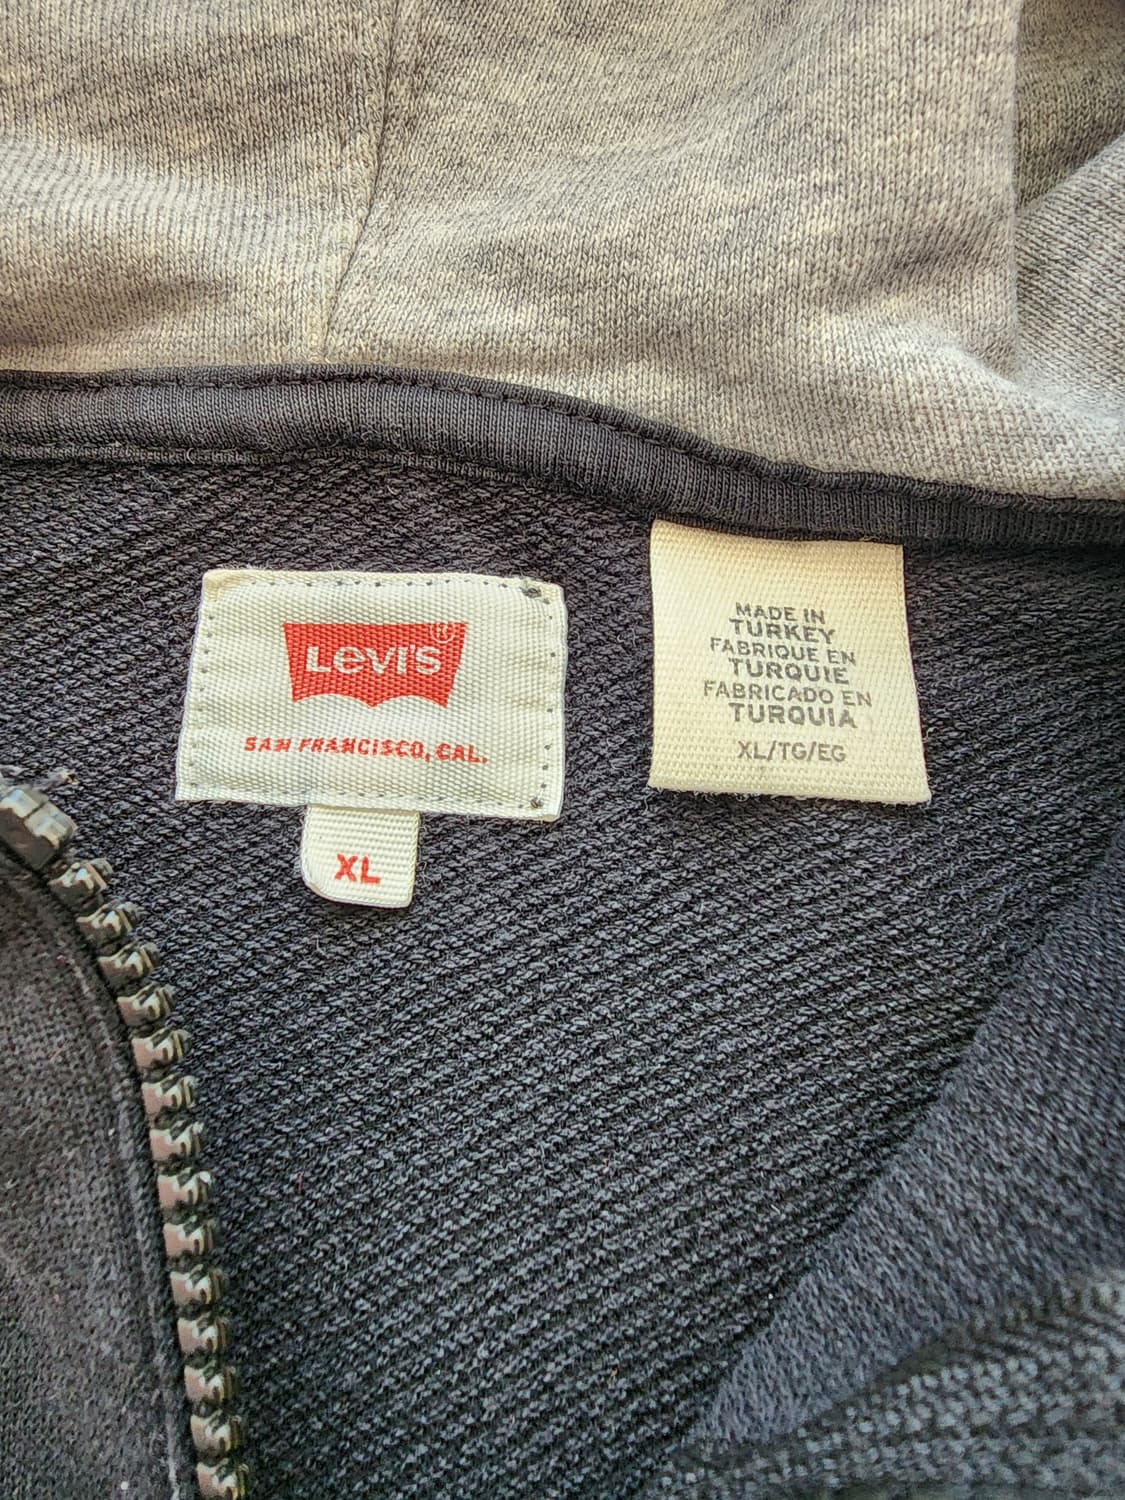 LEVI'S®
SAN FRANCISCO, CAL.
XL
MADE IN
TURKEY
FABRIQUE EN
TURQUIE
FABRICADO EN
TURQUIA
XL/TG/EG